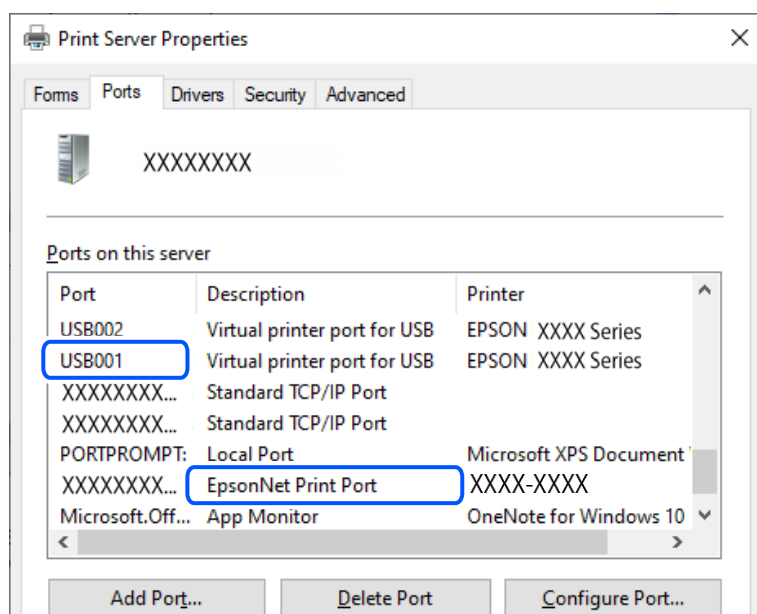 Print Server Properties
Forms Ports Drivers Security Advanced
XXXXXXXX
Ports on this server
Port Description Printer
USB002 Virtual printer port for USB EPSON XXXX Series
USB001 Virtual printer port for USB EPSON XXXX Series
XXXXXXXX... Standard TCP/IP Port
XXXXXXXX... Standard TCP/IP Port
PORTPROMPT: Local Port Microsoft XPS Document
XXXXXXXX... EpsonNet Print Port XXXX-XXXX
Microsoft.Off... App Monitor OneNote for Windows 10
Add Port... Delete Port Configure Port...